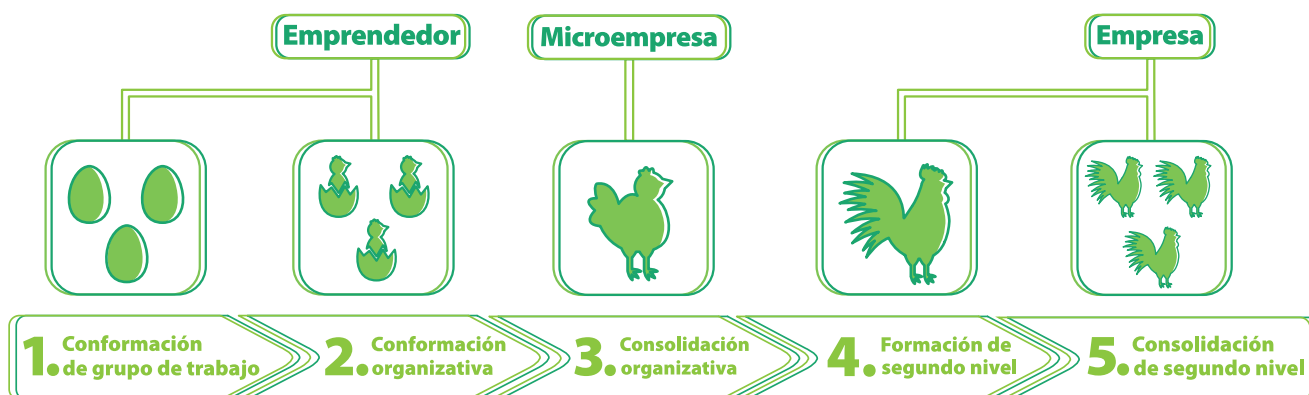 Emprendedor
Microempresa
Empresa
1. Conformación
de grupo de trabajo
2. Conformación
organizativa
3. Consolidación
organizativa
4. Formación de
segundo nivel
5. Consolidación
de segundo nivel